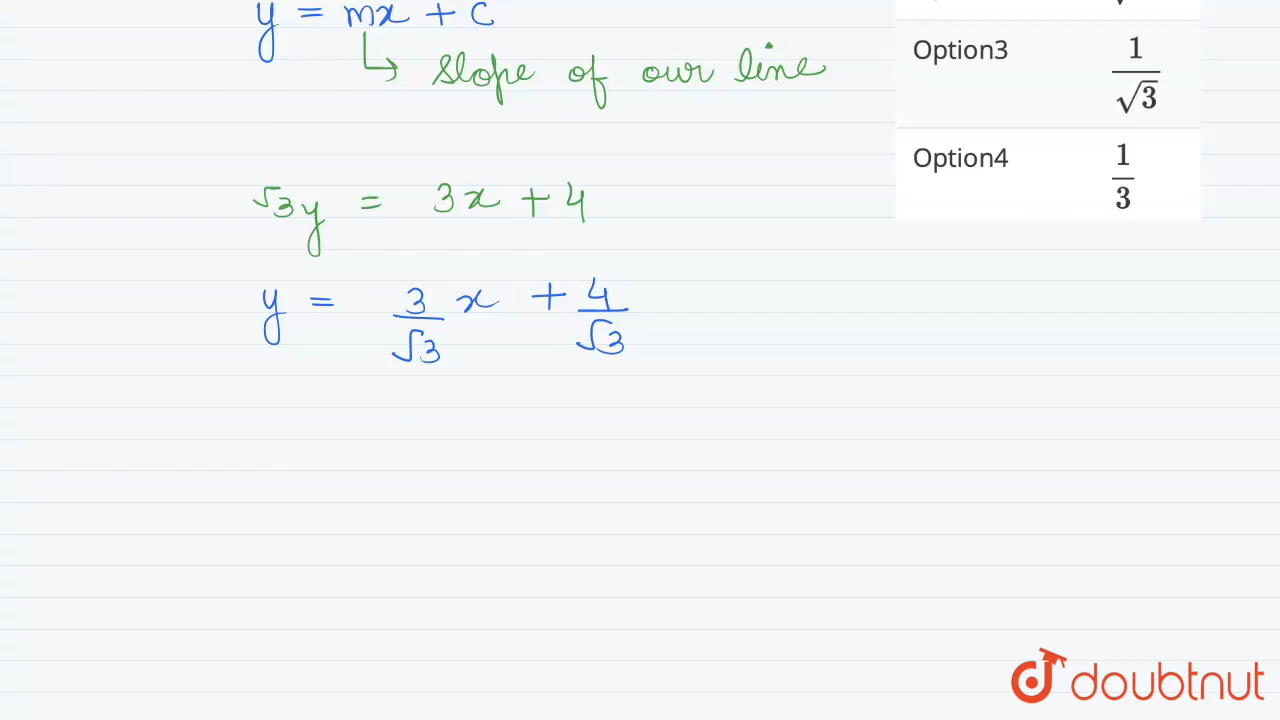 y = mx + c
↳ slope of our line
√3y = 3x + 4
y = 3/√3 x + 4/√3
Option3 1/√3
Option4 1/3
doubtnut